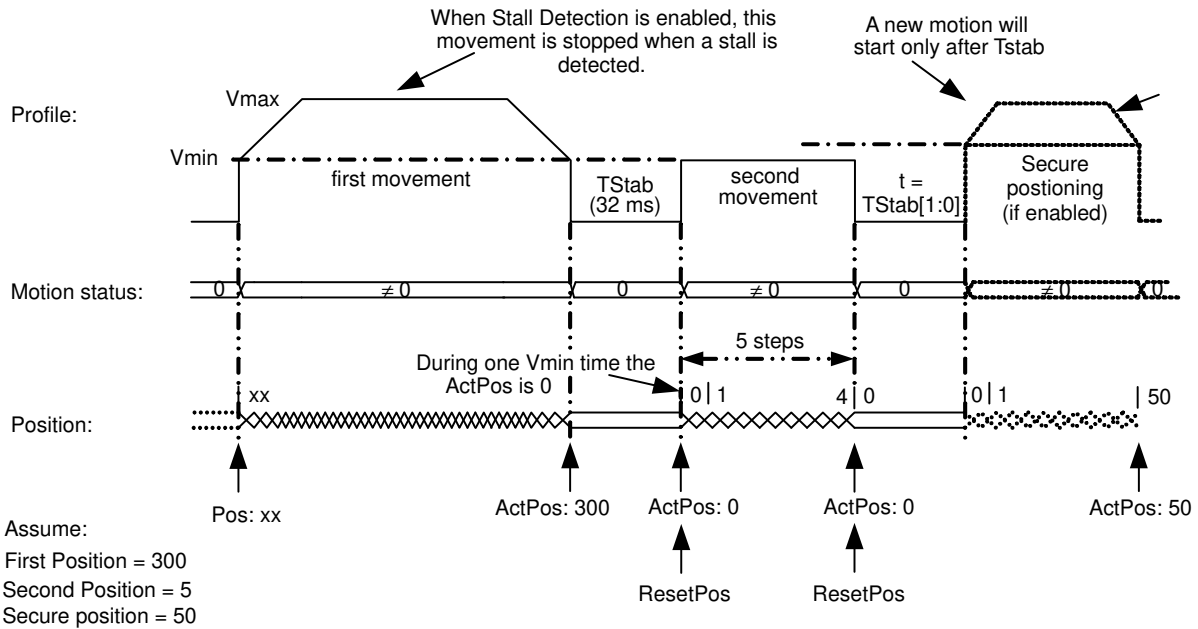 When Stall Detection is enabled, this
movement is stopped when a stall is
detected.
A new motion will
start only after Tstab
Profile:
Vmax
Vmin
first movement
TStab
(32 ms)
second
movement
t =
TStab[1:0]
Secure
postioning
(if enabled)
Motion status:
0 ≠ 0 0 ≠ 0 0 ≠ 0 0
5 steps
During one Vmin time the
ActPos is 0
Position:
xx 0 | 1 4 | 0 0 | 1 | 50
Pos: xx
ActPos: 300
ActPos: 0
ActPos: 0
ActPos: 50
ResetPos
ResetPos
Assume:
First Position = 300
Second Position = 5
Secure position = 50